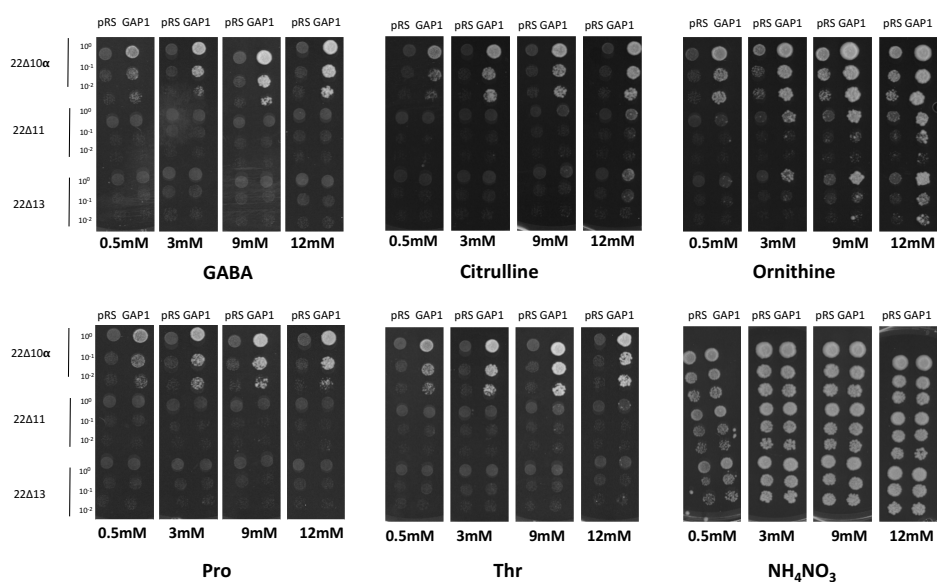 pRS GAP1 pRS GAP1 pRS GAP1 pRS GAP1
22Δ10α
10⁰
10⁻¹
10⁻²
22Δ11
10⁰
10⁻¹
10⁻²
22Δ13
10⁰
10⁻¹
10⁻²
0.5mM 3mM 9mM 12mM
GABA
pRS GAP1 pRS GAP1 pRS GAP1 pRS GAP1
0.5mM 3mM 9mM 12mM
Citrulline
pRS GAP1 pRS GAP1 pRS GAP1 pRS GAP1
0.5mM 3mM 9mM 12mM
Ornithine
pRS GAP1 pRS GAP1 pRS GAP1 pRS GAP1
22Δ10α
10⁰
10⁻¹
10⁻²
22Δ11
10⁰
10⁻¹
10⁻²
22Δ13
10⁰
10⁻¹
10⁻²
0.5mM 3mM 9mM 12mM
Pro
pRS GAP1 pRS GAP1 pRS GAP1 pRS GAP1
0.5mM 3mM 9mM 12mM
Thr
pRS GAP1 pRS GAP1 pRS GAP1 pRS GAP1
0.5mM 3mM 9mM 12mM
NH₄NO₃